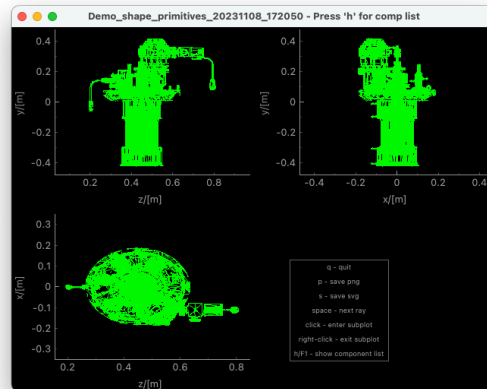 Demo_shape_primitives_20231108_172050 - Press 'h' for comp list
0.4
0.2
0
-0.2
-0.4
y/[m]
0.2
0.4
0.6
0.8
z/[m]
0.4
0.2
0
-0.2
-0.4
y/[m]
-0.4
-0.2
0
0.2
0.4
x/[m]
0.3
0.2
0.1
0
-0.1
-0.2
-0.3
x/[m]
0.2
0.4
0.6
0.8
z/[m]
q - quit
p - save png
s - save svg
space - next ray
click - enter subplot
right-click - exit subplot
h/F1 - show component list